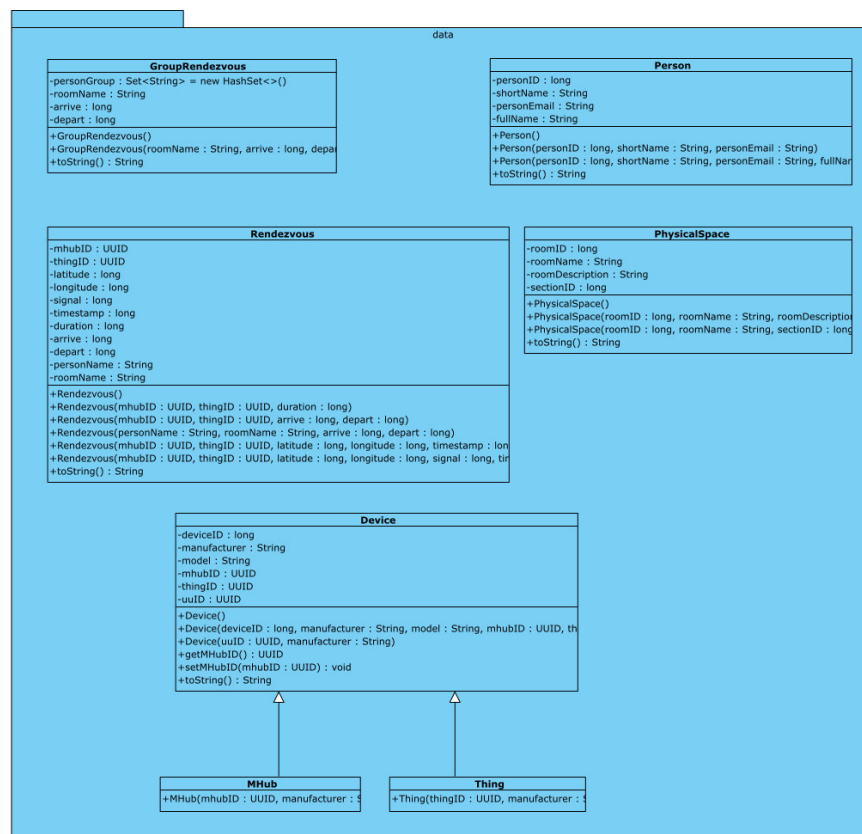 data
GroupRendezvous
-personGroup : Set<String> = new HashSet<>()
-roomName : String
-arrive : long
-depart : long
+GroupRendezvous()
+GroupRendezvous(roomName : String, arrive : long, depa
+toString() : String
Person
-personID : long
-shortName : String
-personEmail : String
-fullName : String
+Person()
+Person(personID : long, shortName : String, personEmail : String)
+Person(personID : long, shortName : String, personEmail : String, fullNar
+toString() : String
Rendezvous
-mhubID : UUID
-thingID : UUID
-latitude : long
-longitude : long
-signal : long
-timestamp : long
-duration : long
-arrive : long
-depart : long
-personName : String
-roomName : String
+Rendezvous()
+Rendezvous(mhubID : UUID, thingID : UUID, duration : long)
+Rendezvous(mhubID : UUID, thingID : UUID, arrive : long, depart : long)
+Rendezvous(personName : String, roomName : String, arrive : long, depart : long)
+Rendezvous(mhubID : UUID, thingID : UUID, latitude : long, longitude : long, timestamp : lon
+Rendezvous(mhubID : UUID, thingID : UUID, latitude : long, longitude : long, signal : long, tir
+toString() : String
PhysicalSpace
-roomID : long
-roomName : String
-roomDescription : String
-sectionID : long
+PhysicalSpace()
+PhysicalSpace(roomID : long, roomName : String, roomDescription
+PhysicalSpace(roomID : long, roomName : String, sectionID : long
+toString() : String
Device
-deviceID : long
-manufacturer : String
-model : String
-mhubID : UUID
-thingID : UUID
-uuID : UUID
+Device()
+Device(deviceID : long, manufacturer : String, model : String, mhubID : UUID, th
+Device(uuID : UUID, manufacturer : String)
+getMHubID() : UUID
+setMHubID(mhubID : UUID) : void
+toString() : String
MHub
+MHub(mhubID : UUID, manufacturer : S
Thing
+Thing(thingID : UUID, manufacturer : S